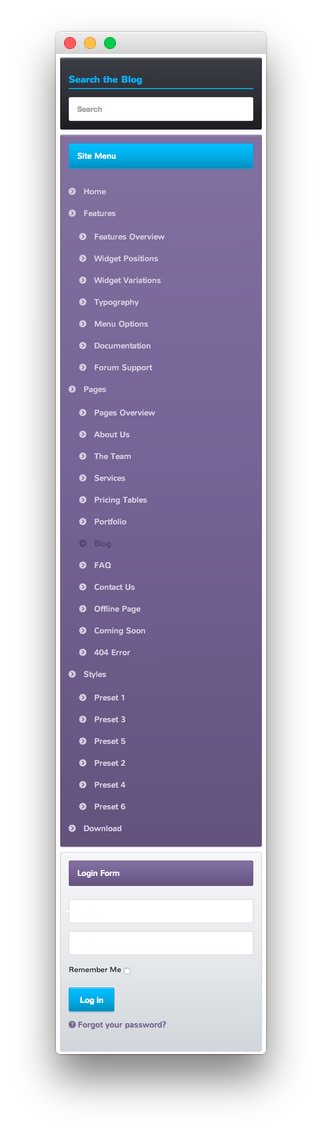 Search the Blog
Search
Site Menu
Home
Features
Features Overview
Widget Positions
Widget Variations
Typography
Menu Options
Documentation
Forum Support
Pages
Pages Overview
About Us
The Team
Services
Pricing Tables
Portfolio
Blog
FAQ
Contact Us
Offline Page
Coming Soon
404 Error
Styles
Preset 1
Preset 3
Preset 5
Preset 2
Preset 4
Preset 6
Download
Login Form
Remember Me
Log in
Forgot your password?